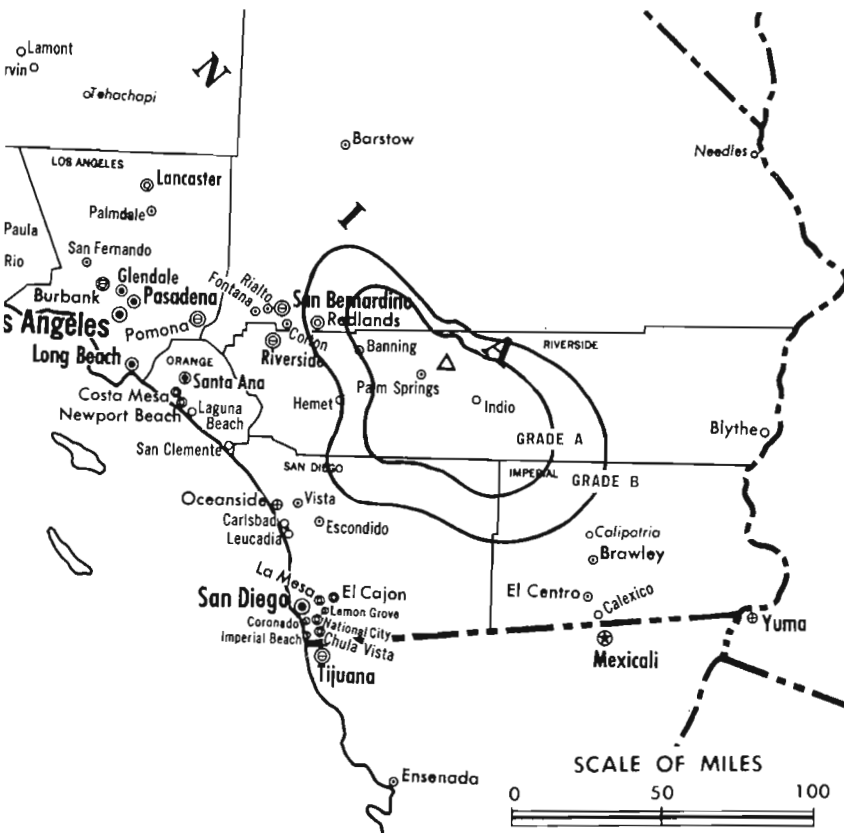 Lamont
rvin
Tehachapi
N
Barstow
Needles
LOS ANGELES
Lancaster
Palmdale
I
Paula
Rio
San Fernando
Glendale
Burbank
Pasadena
s Angeles
Pomona
Fontana
Rialto
San Bernardino
Redlands
Colton
Riverside
Banning
RIVERSIDE
Long Beach
ORANGE
Santa Ana
Palm Springs
Costa Mesa
Newport Beach
Laguna
Beach
Hemet
Indio
Blythe
San Clemente
GRADE A
SAN DIEGO
IMPERIAL
GRADE B
Oceanside
Vista
Carlsbad
Escondido
Leucadia
Calipatria
Brawley
La Mesa
El Cajon
El Centro
San Diego
Lemon Grove
Calexico
Coronado
National City
Imperial Beach
Chula Vista
Yuma
Mexicali
Tijuana
Ensenada
SCALE OF MILES
0 50 100